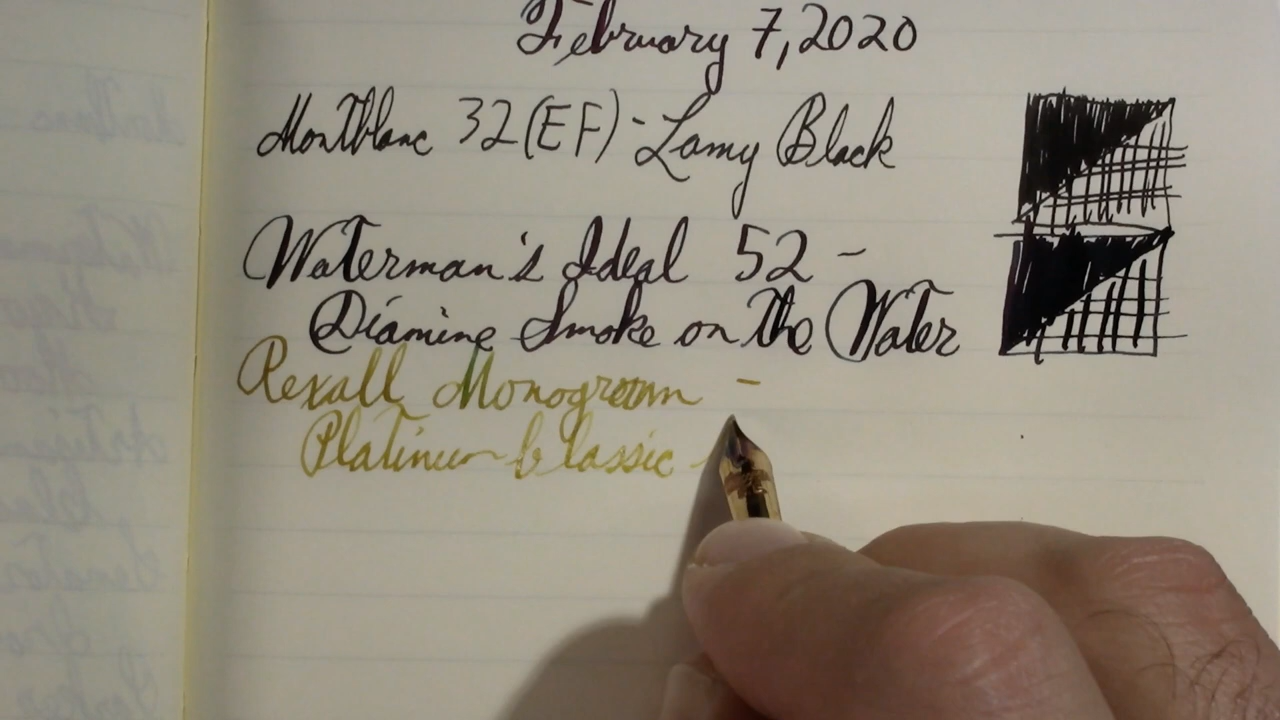 February 7, 2020
Montblanc 32 (EF) - Lamy Black
Waterman's Ideal 52 -
Diamine Smoke on the Water
Rexall Monogram -
Platinum Classic -